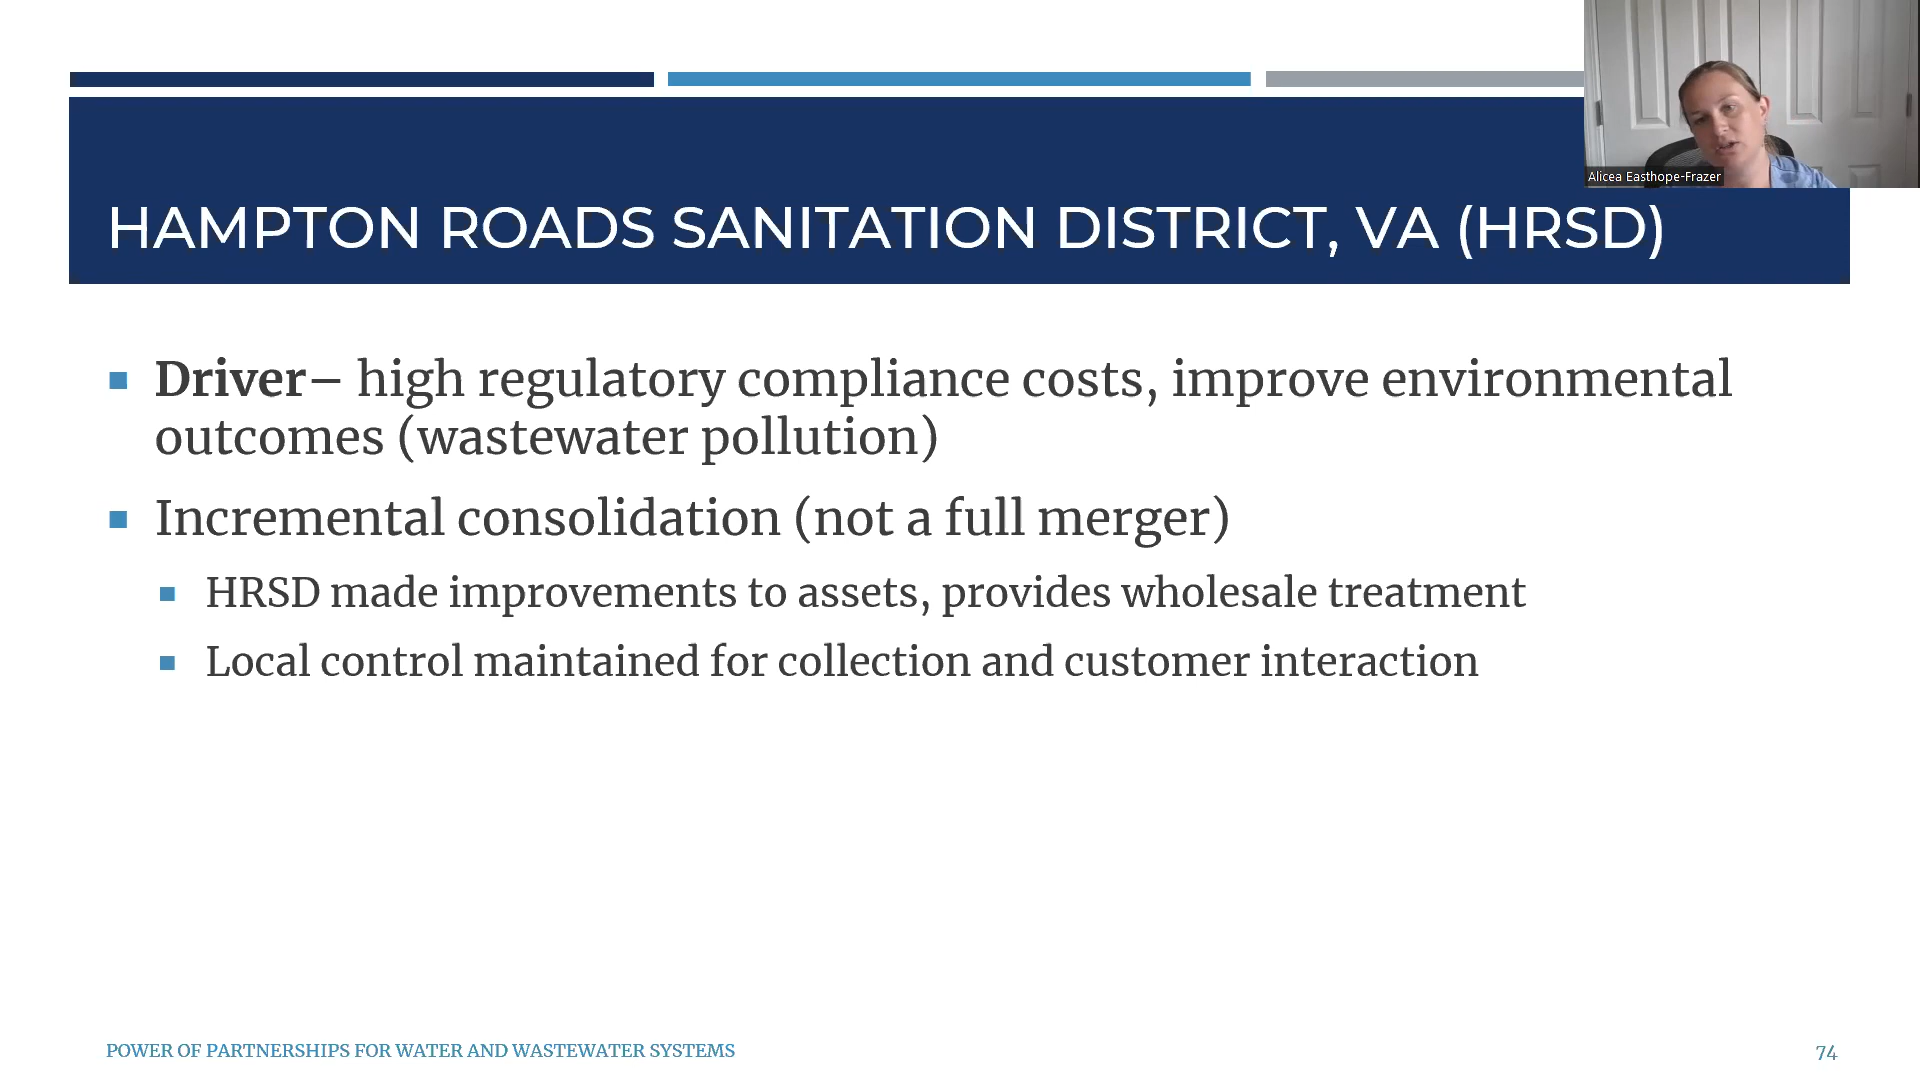 Alicea Easthope-Frazer
HAMPTON ROADS SANITATION DISTRICT, VA (HRSD)
Driver– high regulatory compliance costs, improve environmental
outcomes (wastewater pollution)
Incremental consolidation (not a full merger)
HRSD made improvements to assets, provides wholesale treatment
Local control maintained for collection and customer interaction
POWER OF PARTNERSHIPS FOR WATER AND WASTEWATER SYSTEMS
74